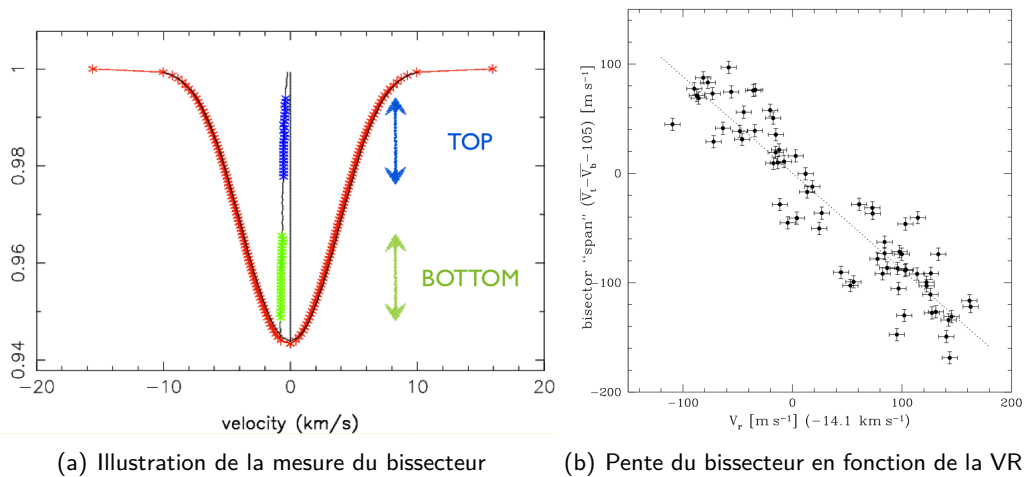 1
0.98
0.96
0.94
TOP
BOTTOM
−20
−10
0
10
20
velocity (km/s)
100
0
−100
−200
bisector "span" (V̅t−V̅b−105) [m s⁻¹]
−100
0
100
200
Vr [m s⁻¹] (−14.1 km s⁻¹)
(a) Illustration de la mesure du bissecteur
(b) Pente du bissecteur en fonction de la VR